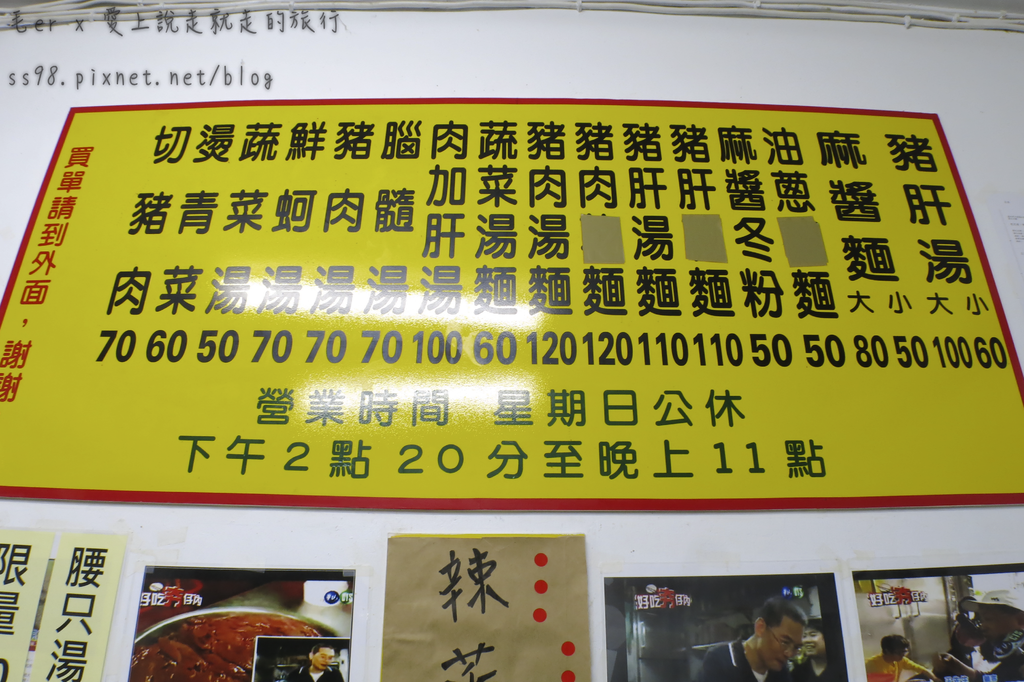 毛er x 愛上說走就走的旅行
ss98.pixnet.net/blog
豬肝湯 大 小 100 60
麻醬麵 大 小 80 50
油蔥麵 50
麻醬冬粉 50
豬肝麵 110
豬肝湯麵 110
豬肉麵 120
豬肉湯麵 120
蔬菜湯麵 60
肉加肝湯 100
腦髓湯 70
豬肉湯 70
鮮蚵湯 70
蔬菜湯 50
燙青菜 60
切豬肉 70
買單請到外面，謝謝
營業時間 星期日公休
下午2點20分至晚上11點
限量
腰只湯
辣